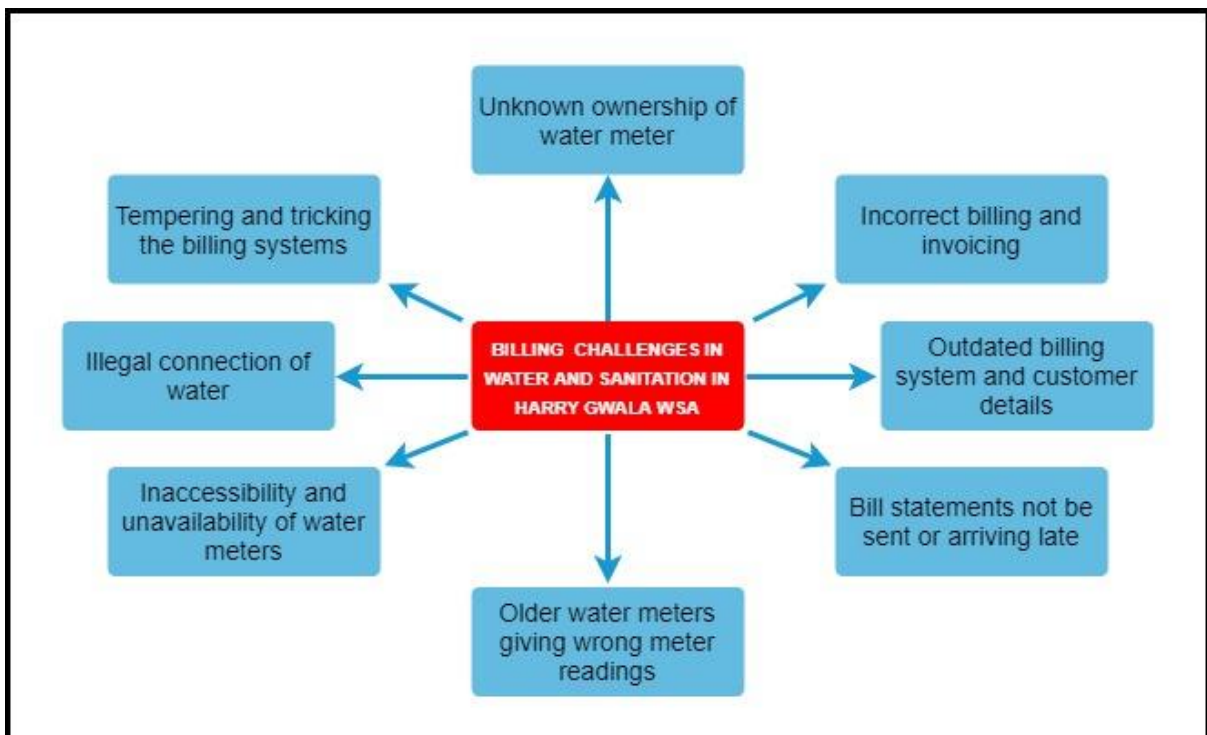 Unknown ownership of
water meter
Tempering and tricking
the billing systems
Incorrect billing and
invoicing
Illegal connection of
water
BILLING CHALLENGES IN
WATER AND SANITATION IN
HARRY GWALA WSA
Outdated billing
system and customer
details
Inaccessibility and
unavailability of water
meters
Bill statements not be
sent or arriving late
Older water meters
giving wrong meter
readings